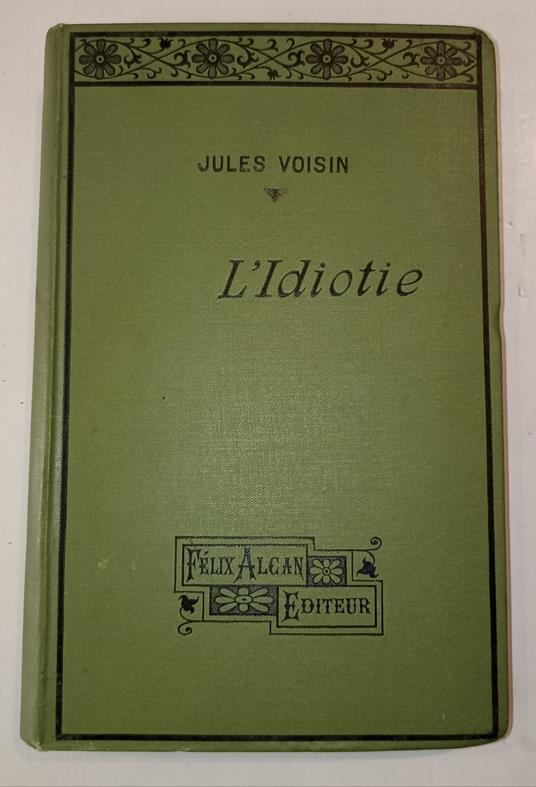 JULES VOISIN
L'Idiotie
FÉLIX ALCAN
EDITEUR